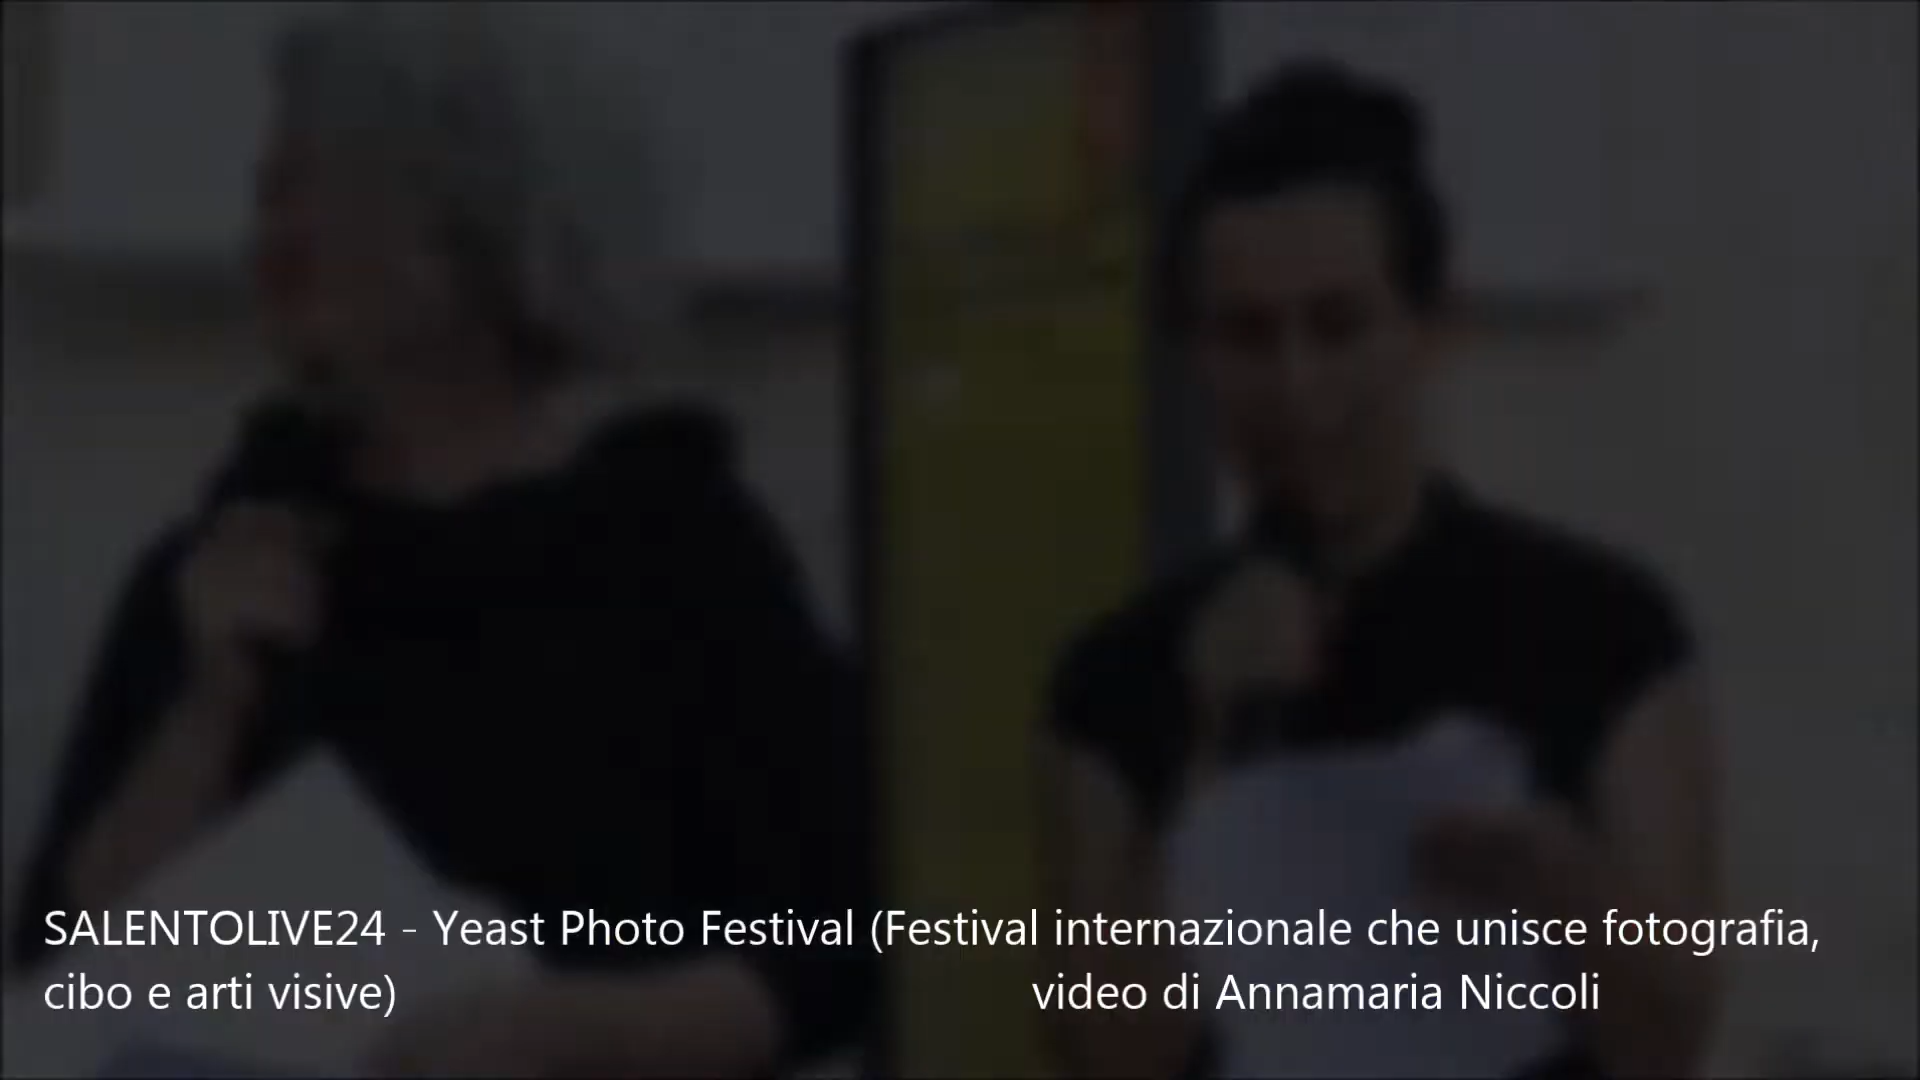 SALENTOLIVE24 - Yeast Photo Festival (Festival internazionale che unisce fotografia,
cibo e arti visive) video di Annamaria Niccoli